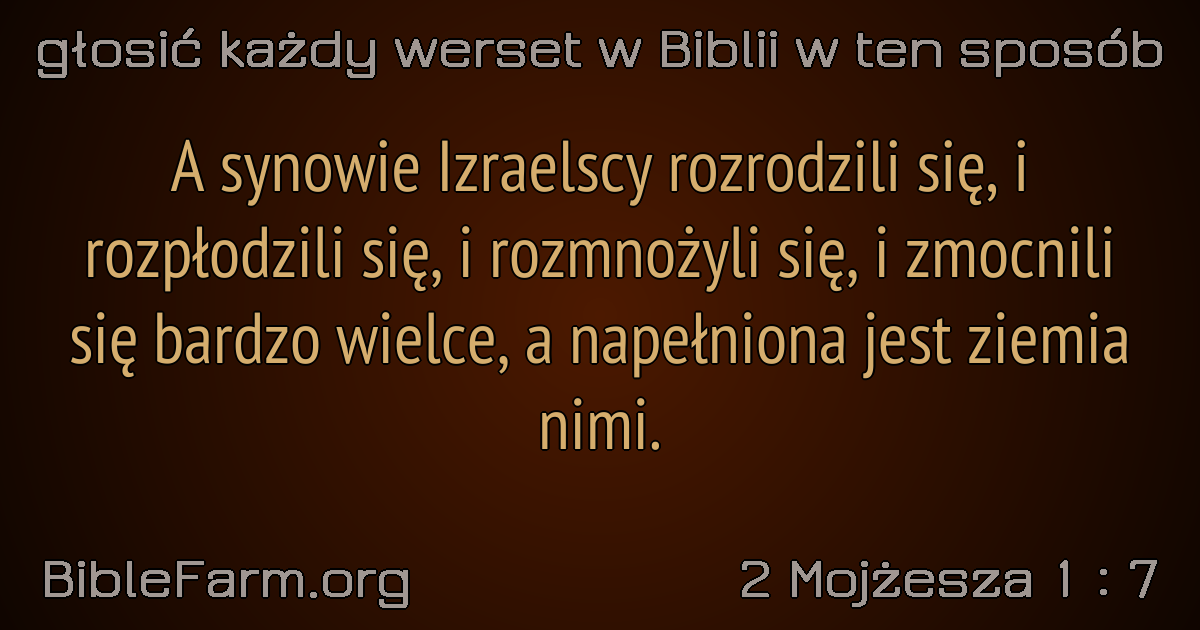 głosić każdy werset w Biblii w ten sposób
A synowie Izraelscy rozrodzili się, i
rozpłodzili się, i rozmnożyli się, i zmocnili
się bardzo wielce, a napełniona jest ziemia
nimi.
BibleFarm.org
2 Mojżesza 1 : 7